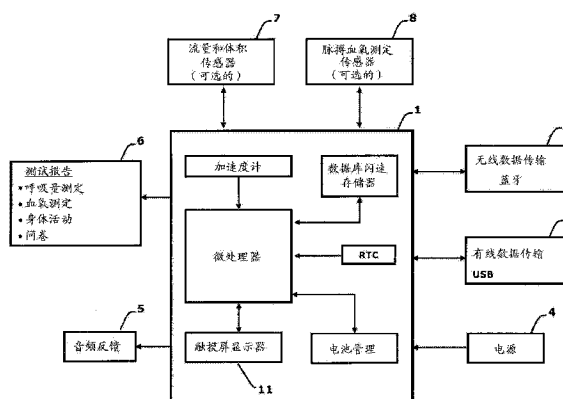 7
8
流量和体积
传感器
(可选的)
脉搏血氧测定
传感器
(可选的)
1
6
测试报告
•呼吸量测定
•血氧测定
•身体活动
•问卷
加速度计
数据库闪速
存储器
无线数据传输
蓝牙
微处理器
RTC
有线数据传输
USB
5
音频反馈
触摸屏显示器
11
电池管理
4
电源